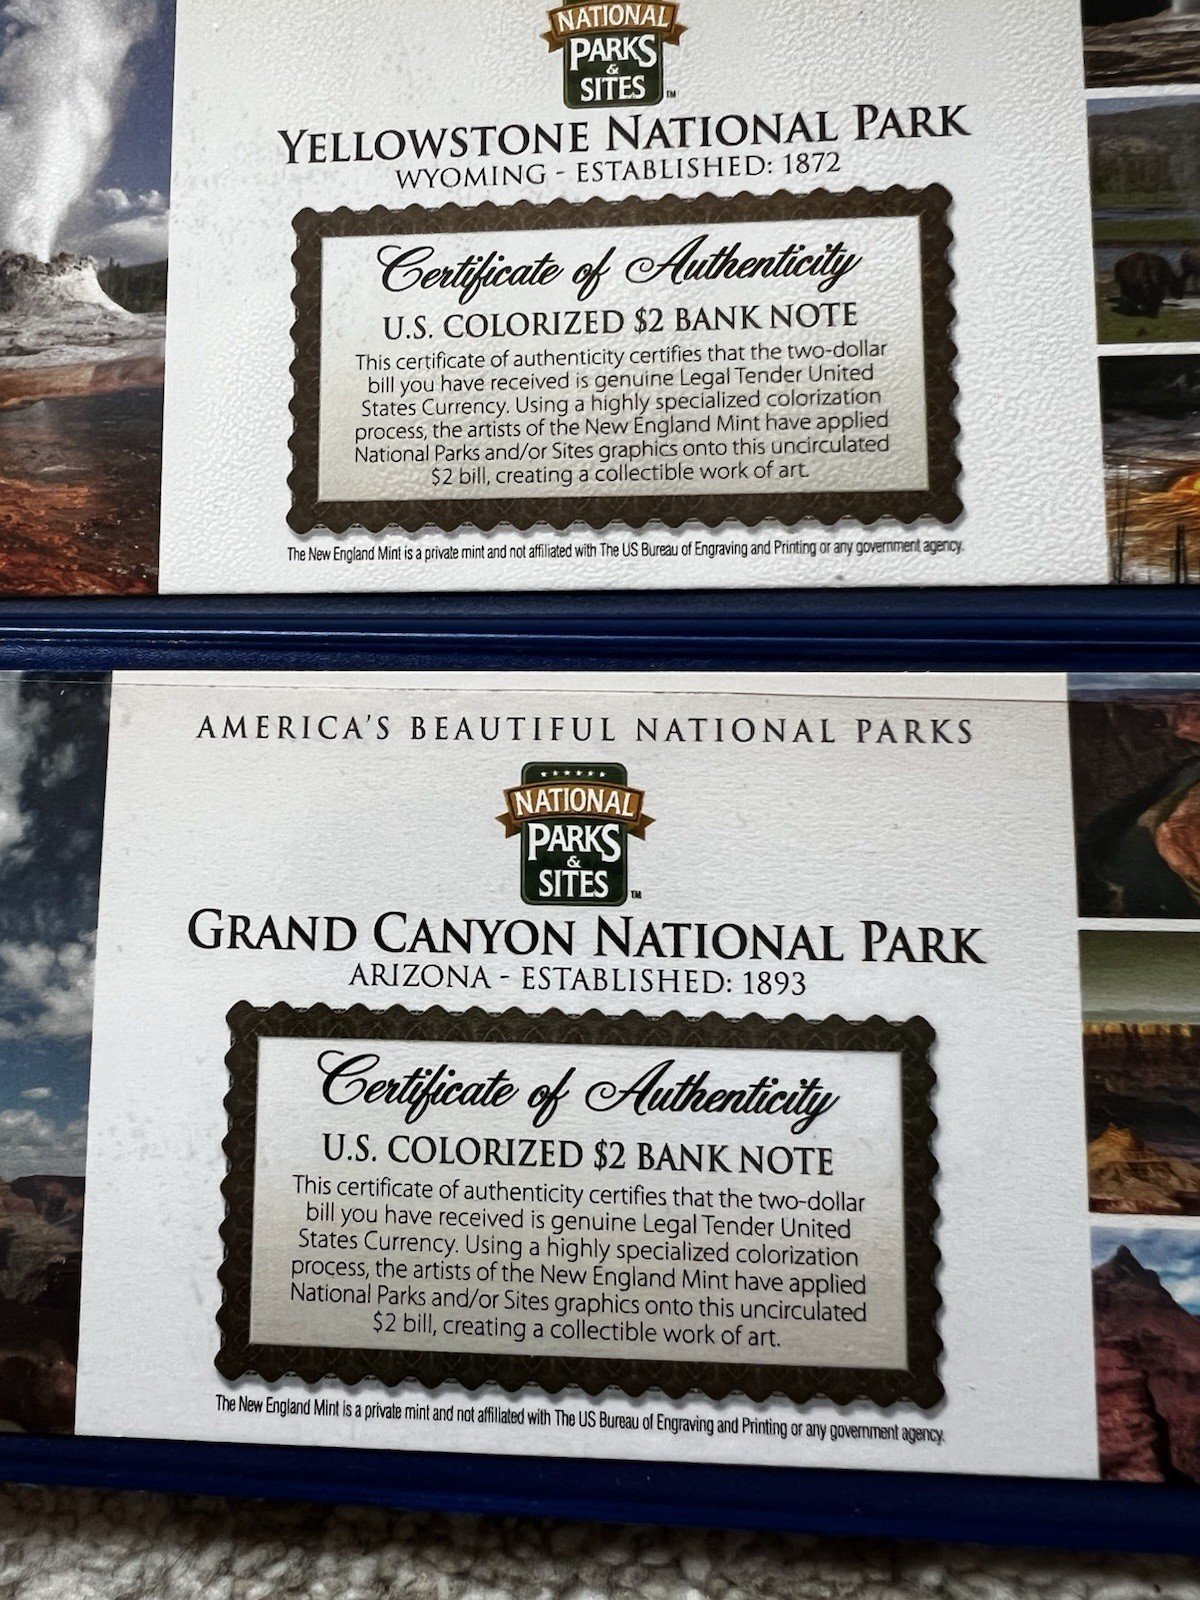 NATIONAL
PARKS
&
SITES
TM
YELLOWSTONE NATIONAL PARK
WYOMING - ESTABLISHED: 1872
Certificate of Authenticity
U.S. COLORIZED $2 BANK NOTE
This certificate of authenticity certifies that the two-dollar
bill you have received is genuine Legal Tender United
States Currency. Using a highly specialized colorization
process, the artists of the New England Mint have applied
National Parks and/or Sites graphics onto this uncirculated
$2 bill, creating a collectible work of art.
The New England Mint is a private mint and not affiliated with The US Bureau of Engraving and Printing or any government agency.
AMERICA'S BEAUTIFUL NATIONAL PARKS
NATIONAL
PARKS
&
SITES
TM
GRAND CANYON NATIONAL PARK
ARIZONA - ESTABLISHED: 1893
Certificate of Authenticity
U.S. COLORIZED $2 BANK NOTE
This certificate of authenticity certifies that the two-dollar
bill you have received is genuine Legal Tender United
States Currency. Using a highly specialized colorization
process, the artists of the New England Mint have applied
National Parks and/or Sites graphics onto this uncirculated
$2 bill, creating a collectible work of art.
The New England Mint is a private mint and not affiliated with The US Bureau of Engraving and Printing or any government agency.